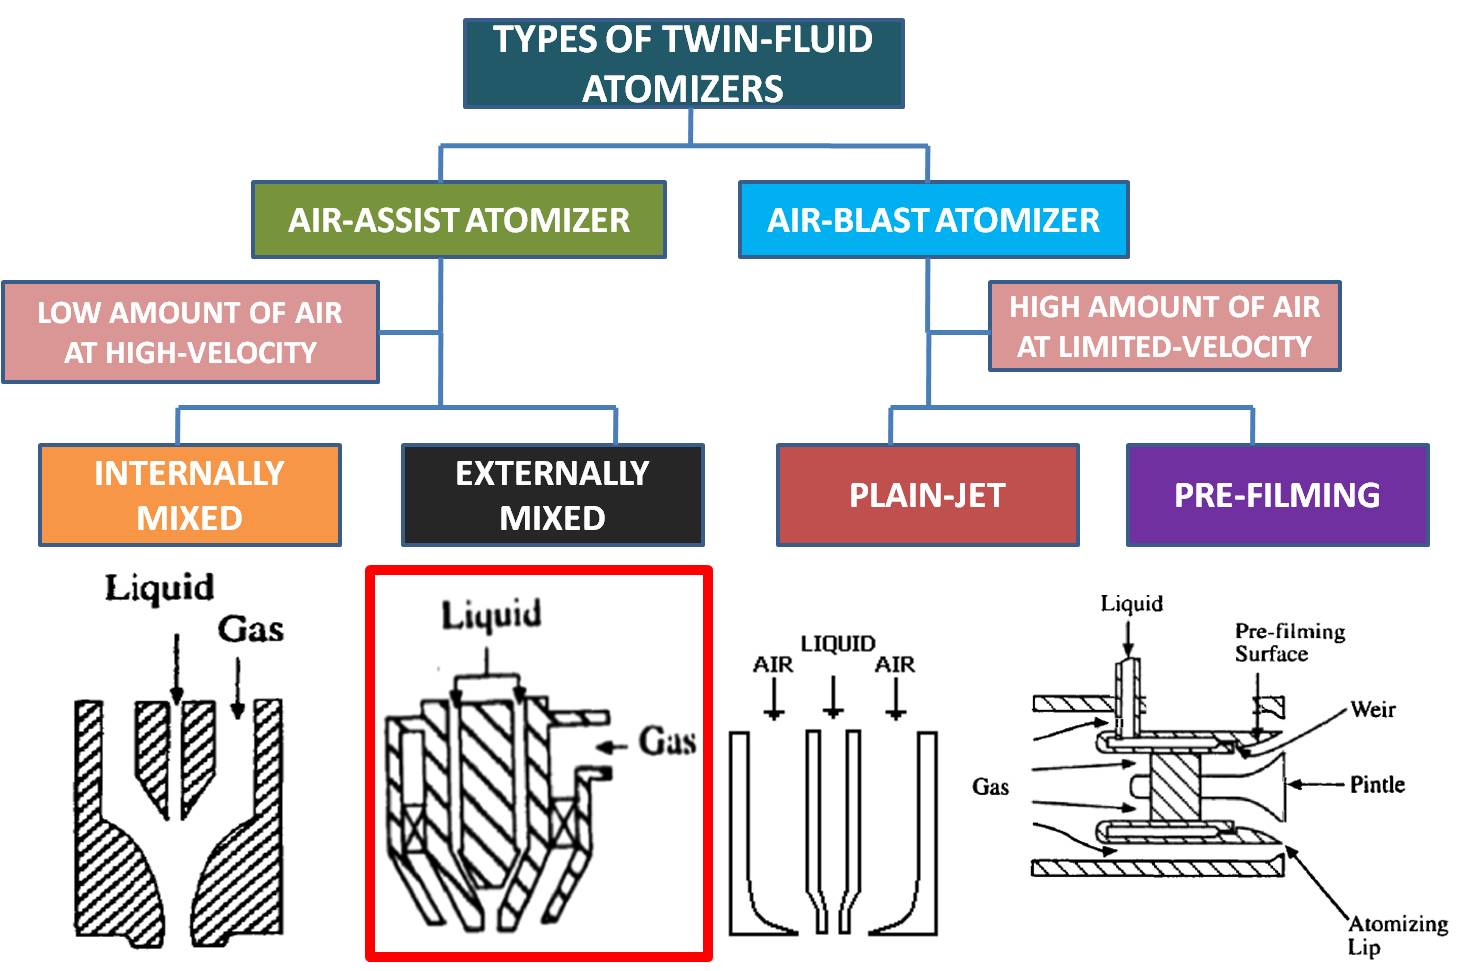 TYPES OF TWIN-FLUID
ATOMIZERS
AIR-ASSIST ATOMIZER
AIR-BLAST ATOMIZER
LOW AMOUNT OF AIR
AT HIGH-VELOCITY
HIGH AMOUNT OF AIR
AT LIMITED-VELOCITY
INTERNALLY
MIXED
EXTERNALLY
MIXED
PLAIN-JET
PRE-FILMING
Liquid
Gas
Liquid
Gas
LIQUID
AIR
AIR
Liquid
Pre-filming
Surface
Weir
Gas
Pintle
Atomizing
Lip